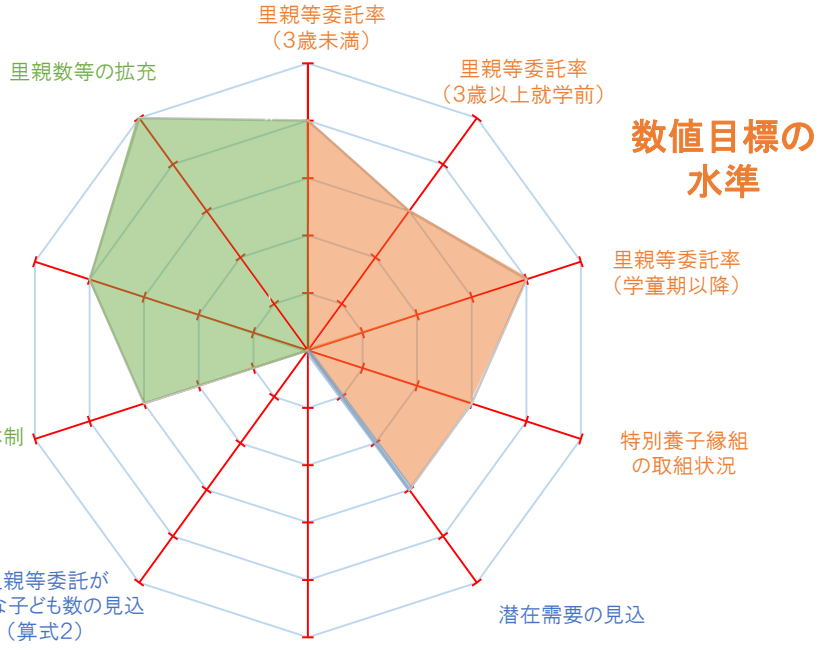 里親等委託率
（3歳未満）
里親数等の拡充
里親等委託率
（3歳以上就学前）
数値目標の
水準
里親等委託率
（学童期以降）
制
特別養子縁組
の取組状況
里親等委託が
な子ども数の見込
（算式2）
潜在需要の見込